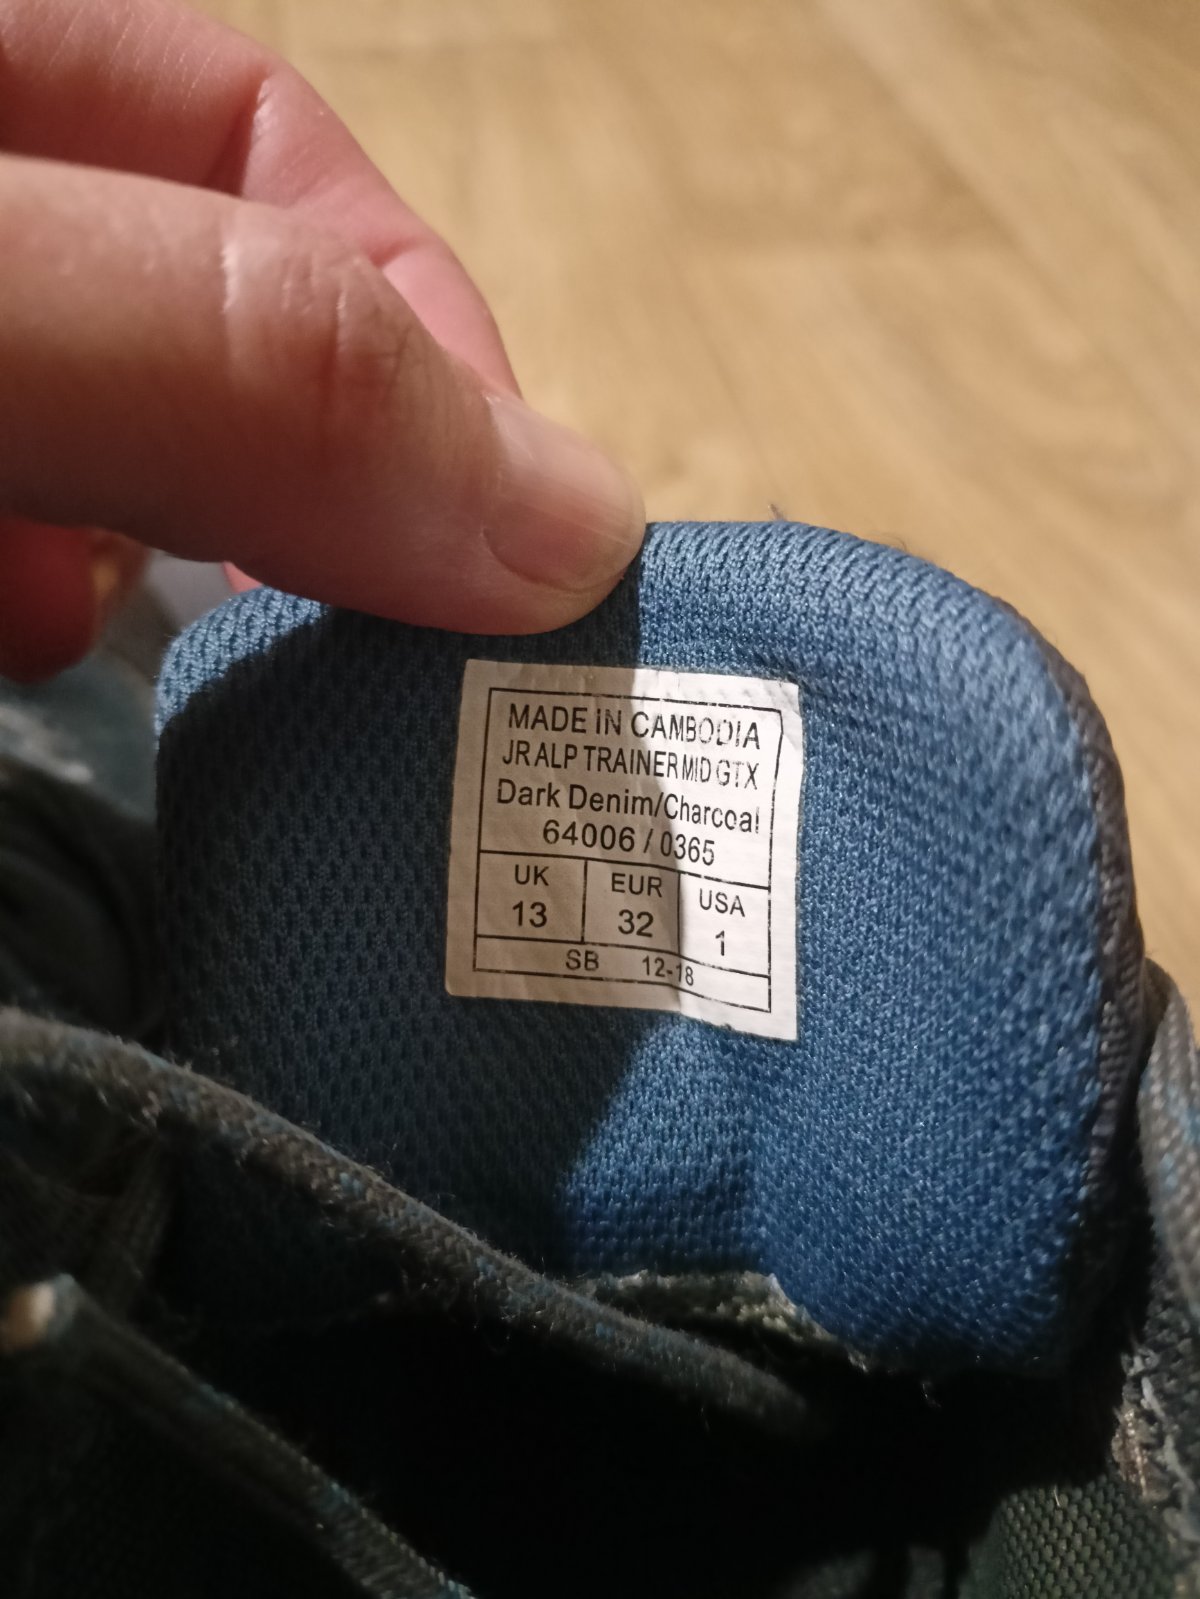 MADE IN CAMBODIA
JR ALP TRAINER MID GTX
Dark Denim/Charcoal
64006 / 0365
UK EUR USA
13 32 1
SB 12-18